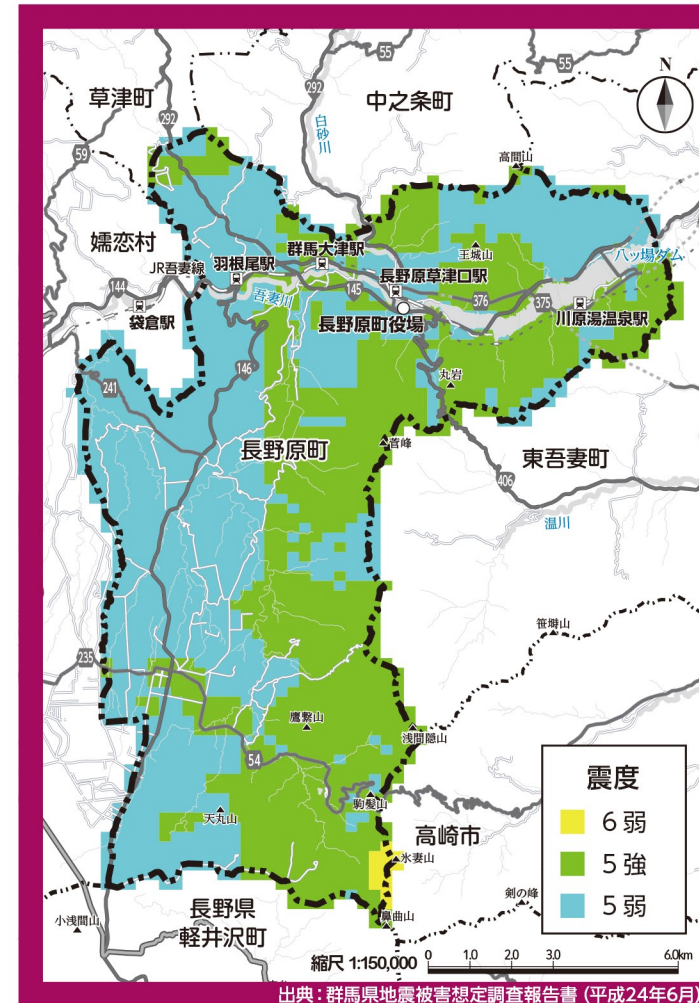 55
55
N
292
草津町
中之条町
292
白砂川
59
高間山
嬬恋村
王城山
群馬大津駅
八ッ場ダム
JR吾妻線
羽根尾駅
長野原草津口駅
144
吾妻川
145
376
375
袋倉駅
長野原町役場
川原湯温泉駅
146
丸岩
241
長野原町
菅峰
東吾妻町
406
温川
笹塒山
235
鷹繋山
浅間隠山
54
駒髪山
天丸山
震度
6弱
5強
5弱
高崎市
氷妻山
剣の峰
長野県
軽井沢町
小浅間山
鼻曲山
縮尺 1:150,000
0 1.0 2.0 3.0 6.0km
出典：群馬県地震被害想定調査報告書 (平成24年6月)